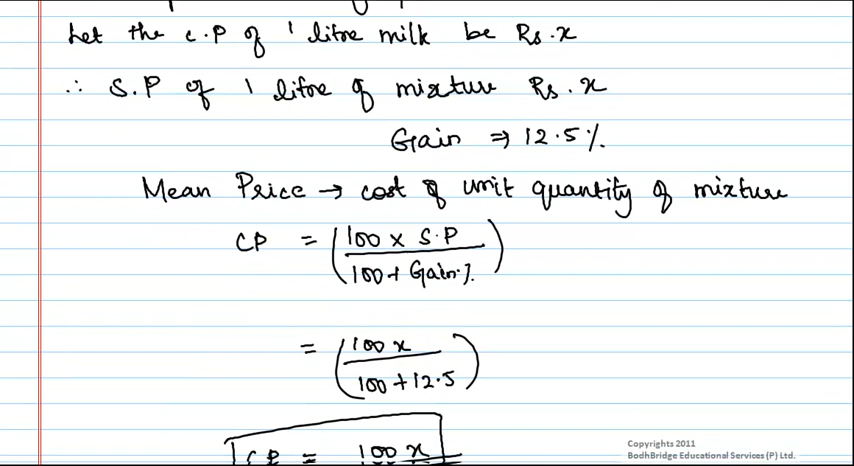 Let the C.P of 1 litre milk be Rs.x
∴ S.P of 1 litre of mixture Rs.x
Gain ⇒ 12.5%
Mean Price → cost of unit quantity of mixture
CP = (100 x S.P / 100 + Gain%)
= (100 x / 100 + 12.5)
CP = 100 x
Copyrights 2011
BodhBridge Educational Services (P) Ltd.